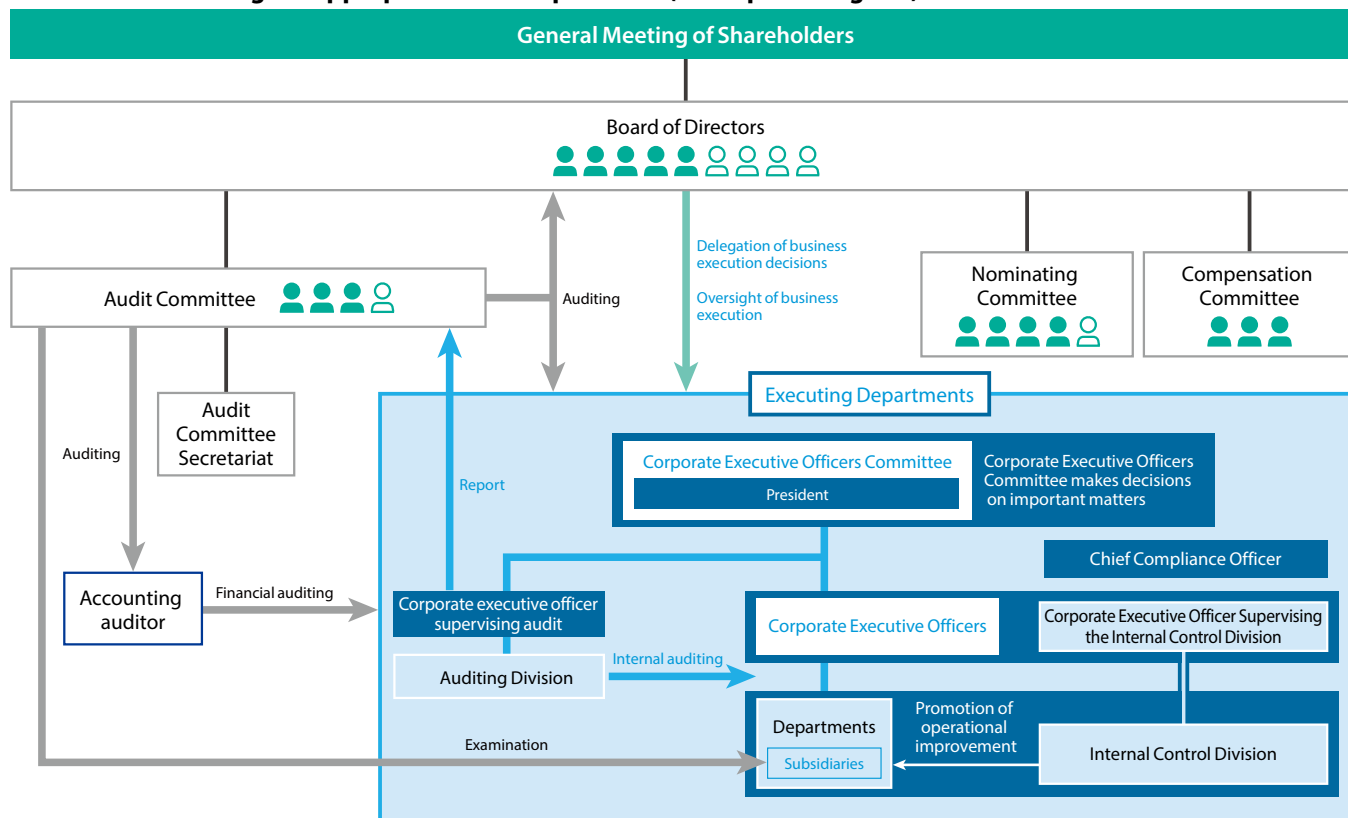 General Meeting of Shareholders
Board of Directors
Delegation of business
execution decisions
Oversight of business
execution
Auditing
Audit Committee
Nominating
Committee
Compensation
Committee
Audit
Committee
Secretariat
Auditing
Report
Executing Departments
Corporate Executive Officers Committee
President
Corporate Executive Officers
Committee makes decisions
on important matters
Chief Compliance Officer
Accounting
auditor
Financial auditing
Corporate executive officer
supervising audit
Auditing Division
Internal auditing
Corporate Executive Officers
Corporate Executive Officer Supervising
the Internal Control Division
Departments
Subsidiaries
Promotion of
operational
improvement
Internal Control Division
Examination